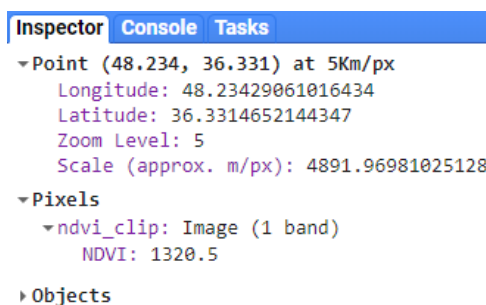 Inspector Console Tasks
▾Point (48.234, 36.331) at 5Km/px
Longitude: 48.23429061016434
Latitude: 36.3314652144347
Zoom Level: 5
Scale (approx. m/px): 4891.96981025128
▾Pixels
▾ndvi_clip: Image (1 band)
NDVI: 1320.5
▸Objects